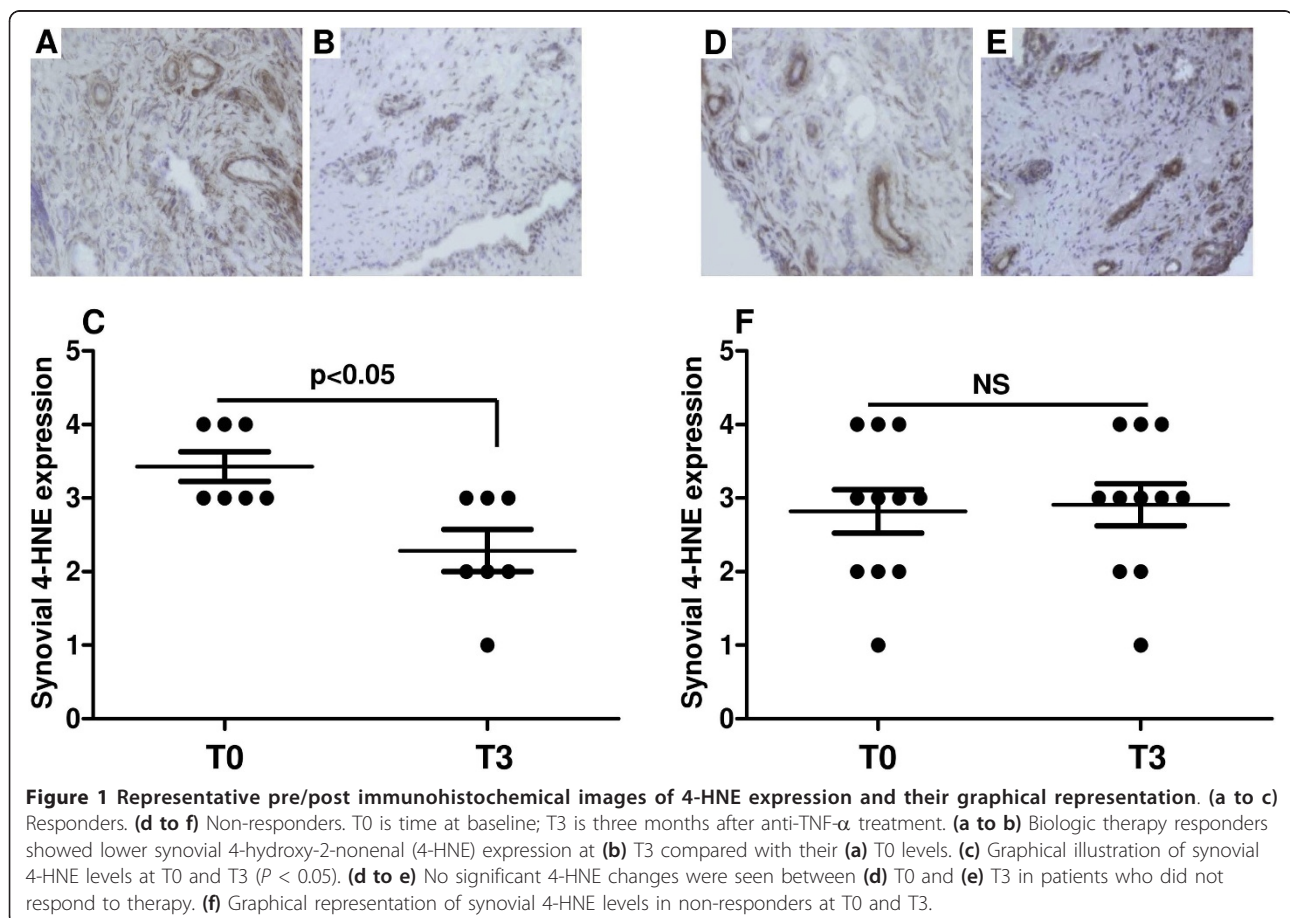 A
B
D
E
C
Synovial 4-HNE expression
5
4
3
2
1
0
p<0.05
T0
T3
F
Synovial 4-HNE expression
5
4
3
2
1
0
NS
T0
T3
Figure 1 Representative pre/post immunohistochemical images of 4-HNE expression and their graphical representation. (a to c)
Responders. (d to f) Non-responders. T0 is time at baseline; T3 is three months after anti-TNF-α treatment. (a to b) Biologic therapy responders
showed lower synovial 4-hydroxy-2-nonenal (4-HNE) expression at (b) T3 compared with their (a) T0 levels. (c) Graphical illustration of synovial
4-HNE levels at T0 and T3 (P < 0.05). (d to e) No significant 4-HNE changes were seen between (d) T0 and (e) T3 in patients who did not
respond to therapy. (f) Graphical representation of synovial 4-HNE levels in non-responders at T0 and T3.